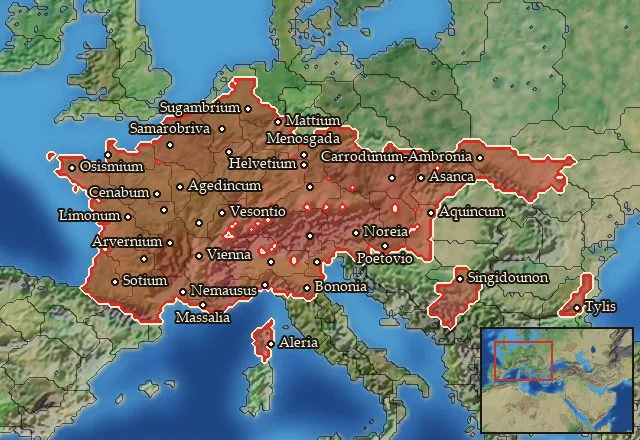 Sugambrium
Mattium
Samarobriva
Menosgada
Helvetium
Carrodunum-Ambronia
Osismium
Asanca
Cenabum
Agedincum
Limonum
Vesontio
Aquincum
Arvernium
Noreia
Vienna
Poetovio
Sotium
Singidounon
Nemausus
Bononia
Tylis
Massalia
Aleria